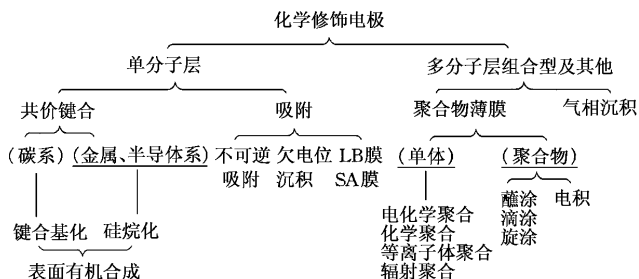 化学修饰电极
单分子层 多分子层组合型及其他
共价键合 吸附 聚合物薄膜 气相沉积
(碳系) (金属、半导体系) 不可逆 欠电位 LB膜 (单体) (聚合物)
吸附 沉积 SA膜
蘸涂 电积
电化学聚合 滴涂
键合基化 硅烷化 化学聚合 旋涂
等离子体聚合
表面有机合成 辐射聚合